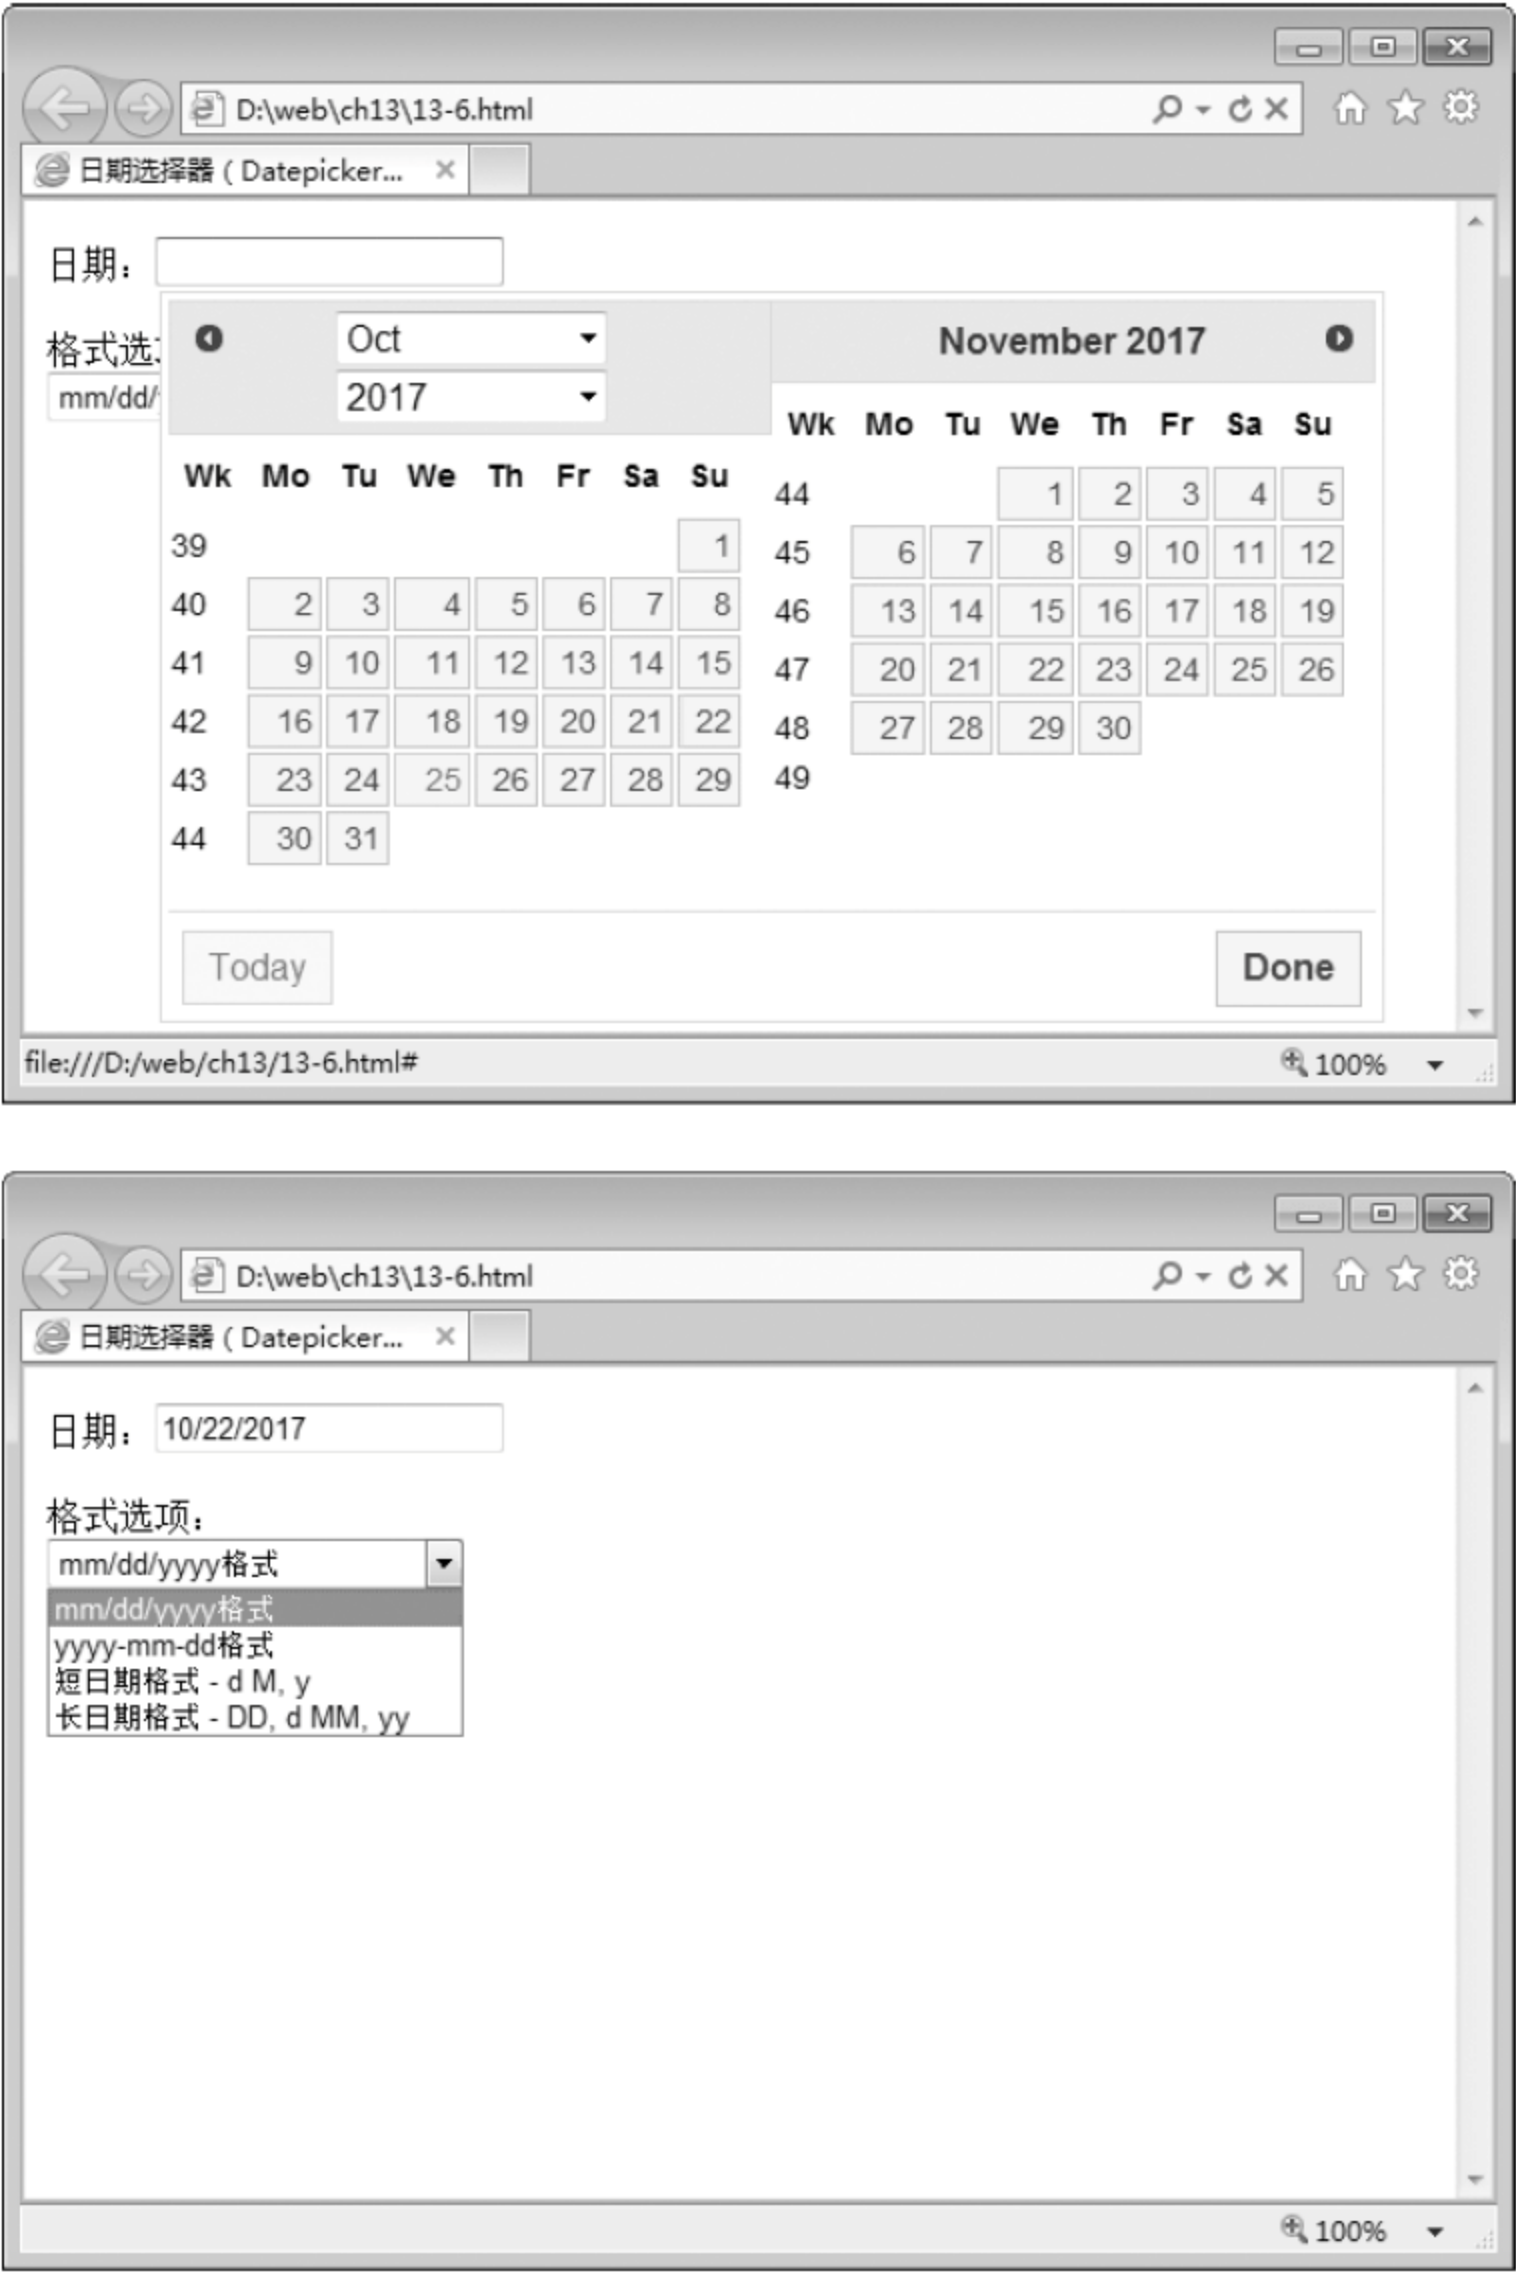 D:\web\ch13\13-6.html
日期选择器 ( Datepicker...
日期：
格式选
mm/dd/
Oct
2017
November 2017
Wk Mo Tu We Th Fr Sa Su
39 1
40 2 3 4 5 6 7 8
41 9 10 11 12 13 14 15
42 16 17 18 19 20 21 22
43 23 24 25 26 27 28 29
44 30 31
Wk Mo Tu We Th Fr Sa Su
44 1 2 3 4 5
45 6 7 8 9 10 11 12
46 13 14 15 16 17 18 19
47 20 21 22 23 24 25 26
48 27 28 29 30
49
Today Done
file:///D:/web/ch13/13-6.html# 100%
D:\web\ch13\13-6.html
日期选择器 ( Datepicker...
日期： 10/22/2017
格式选项：
mm/dd/yyyy格式
mm/dd/yyyy格式
yyyy-mm-dd格式
短日期格式 - d M, y
长日期格式 - DD, d MM, yy
100%